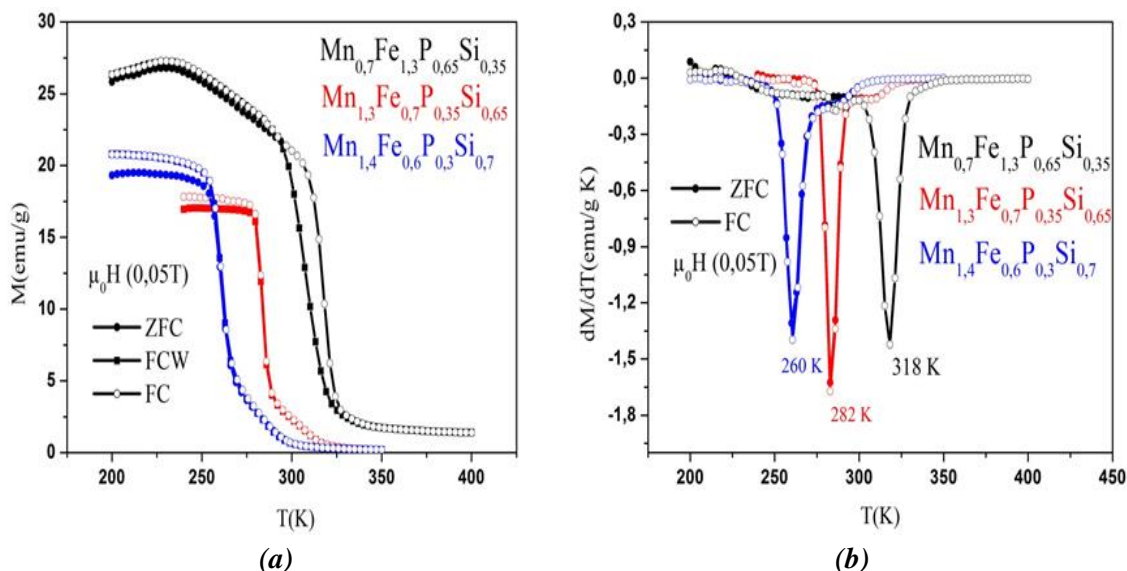 30
25
20
15
10
5
0
M(emu/g)
Mn0,7Fe1,3P0,65Si0,35
Mn1,3Fe0,7P0,35Si0,65
Mn1,4Fe0,6P0,3Si0,7
μ0H (0,05T)
ZFC
FCW
FC
200 250 300 350 400
T(K)
(a)
0,3
0,0
-0,3
-0,6
-0,9
-1,2
-1,5
-1,8
dM/dT(emu/g K)
ZFC
FC
μ0H (0,05T)
Mn0,7Fe1,3P0,65Si0,35
Mn1,3Fe0,7P0,35Si0,65
Mn1,4Fe0,6P0,3Si0,7
260 K
282 K
318 K
200 250 300 350 400 450
T(K)
(b)